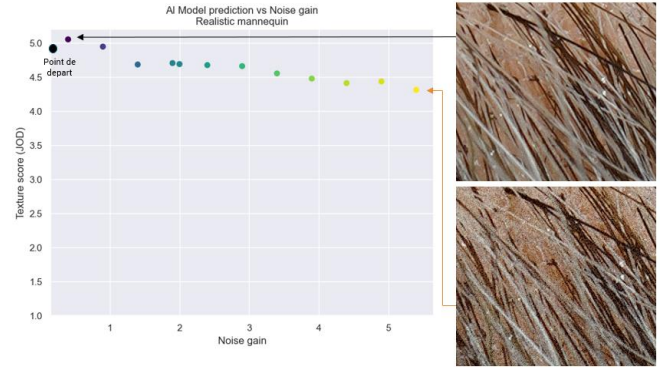 AI Model prediction vs Noise gain
Realistic mannequin
5.0
4.5
4.0
3.5
3.0
2.5
2.0
1.5
1.0
Texture score (JOD)
Point de
depart
1
2
3
4
5
Noise gain